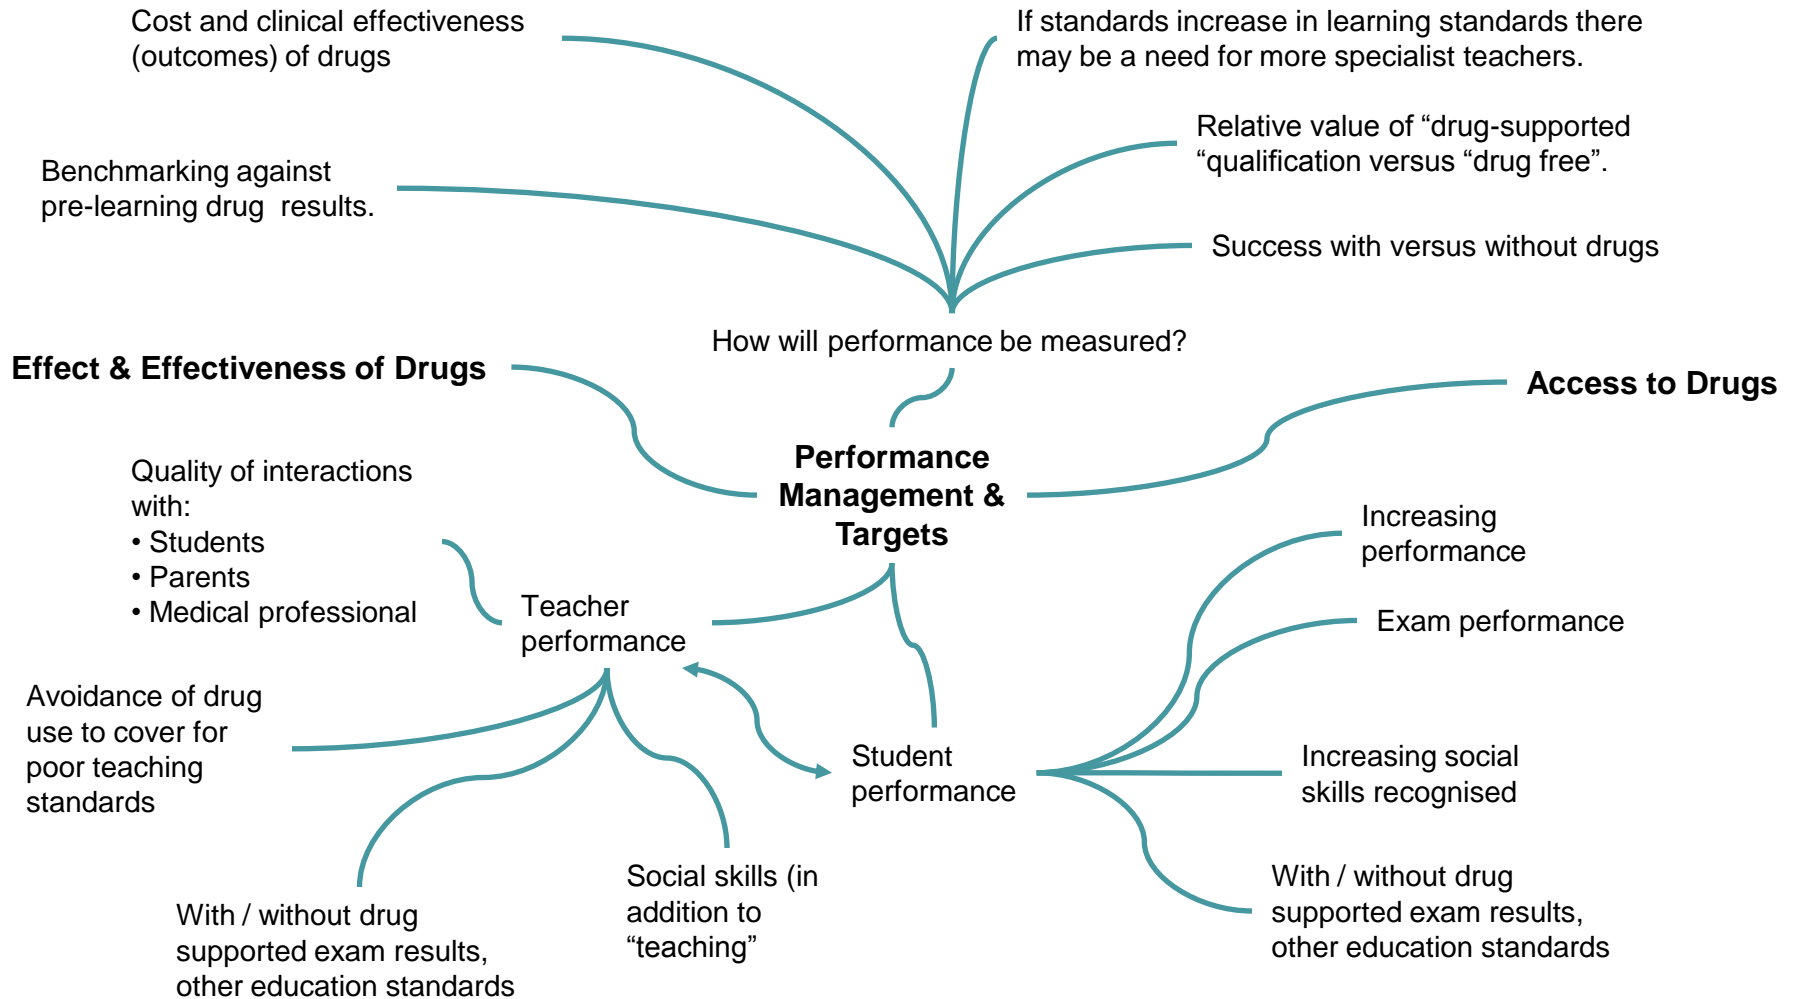 Cost and clinical effectiveness
(outcomes) of drugs
If standards increase in learning standards there
may be a need for more specialist teachers.
Relative value of “drug-supported
“qualification versus “drug free”.
Benchmarking against
pre-learning drug  results.
Success with versus without drugs
How will performance be measured?
Effect & Effectiveness of Drugs
Access to Drugs
Performance
Management &
Targets
Quality of interactions
with:
• Students
• Parents
• Medical professional
Increasing
performance
Teacher
performance
Exam performance
Avoidance of drug
use to cover for
poor teaching
standards
Student
performance
Increasing social
skills recognised
With / without drug
supported exam results,
other education standards
Social skills (in
addition to
“teaching”
With / without drug
supported exam results,
other education standards